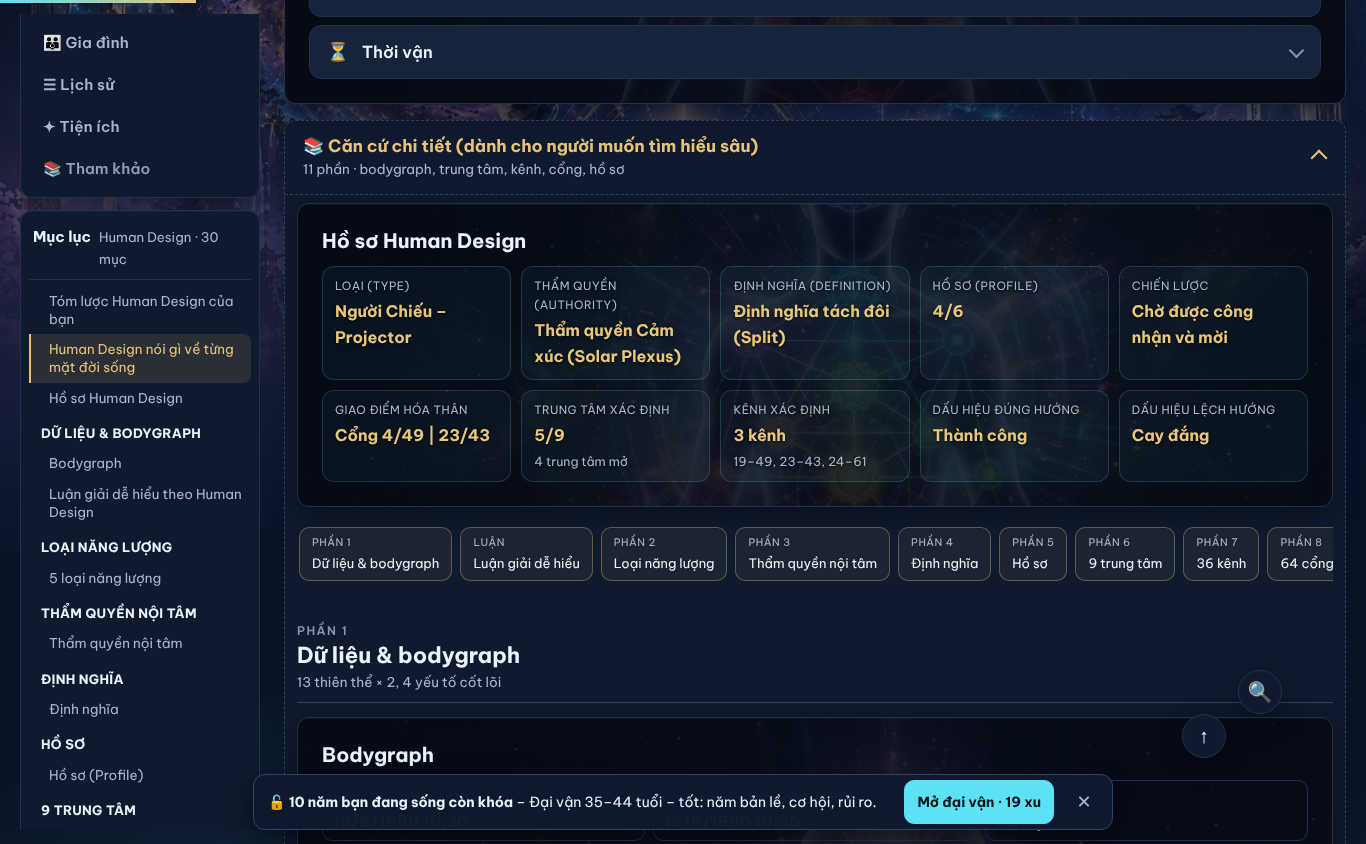 👪 Gia đình
☰ Lịch sử
✦ Tiện ích
📚 Tham khảo
Mục lục Human Design · 30 mục
Tóm lược Human Design của bạn
Human Design nói gì về từng mặt đời sống
Hồ sơ Human Design
DỮ LIỆU & BODYGRAPH
Bodygraph
Luận giải dễ hiểu theo Human Design
LOẠI NĂNG LƯỢNG
5 loại năng lượng
THẨM QUYỀN NỘI TÂM
Thẩm quyền nội tâm
ĐỊNH NGHĨA
Định nghĩa
HỒ SƠ
Hồ sơ (Profile)
9 TRUNG TÂM
⏳ Thời vận
📚 Căn cứ chi tiết (dành cho người muốn tìm hiểu sâu)
11 phần · bodygraph, trung tâm, kênh, cổng, hồ sơ
Hồ sơ Human Design
LOẠI (TYPE)
Người Chiếu –
Projector
THẨM QUYỀN
(AUTHORITY)
Thẩm quyền Cảm
xúc (Solar Plexus)
ĐỊNH NGHĨA (DEFINITION)
Định nghĩa tách đôi
(Split)
HỒ SƠ (PROFILE)
4/6
CHIẾN LƯỢC
Chờ được công
nhận và mời
GIAO ĐIỂM HÓA THÂN
Cổng 4/49 | 23/43
TRUNG TÂM XÁC ĐỊNH
5/9
4 trung tâm mở
KÊNH XÁC ĐỊNH
3 kênh
19–49, 23–43, 24–61
DẤU HIỆU ĐÚNG HƯỚNG
Thành công
DẤU HIỆU LỆCH HƯỚNG
Cay đắng
PHẦN 1
Dữ liệu & bodygraph
LUẬN
Luận giải dễ hiểu
PHẦN 2
Loại năng lượng
PHẦN 3
Thẩm quyền nội tâm
PHẦN 4
Định nghĩa
PHẦN 5
Hồ sơ
PHẦN 6
9 trung tâm
PHẦN 7
36 kênh
PHẦN 8
64 cổng
PHẦN 1
Dữ liệu & bodygraph
13 thiên thể × 2, 4 yếu tố cốt lõi
Bodygraph
🔓 10 năm bạn đang sống còn khóa – Đại vận 35–44 tuổi – tốt: năm bản lề, cơ hội, rủi ro.
Mở đại vận · 19 xu
✕
↑